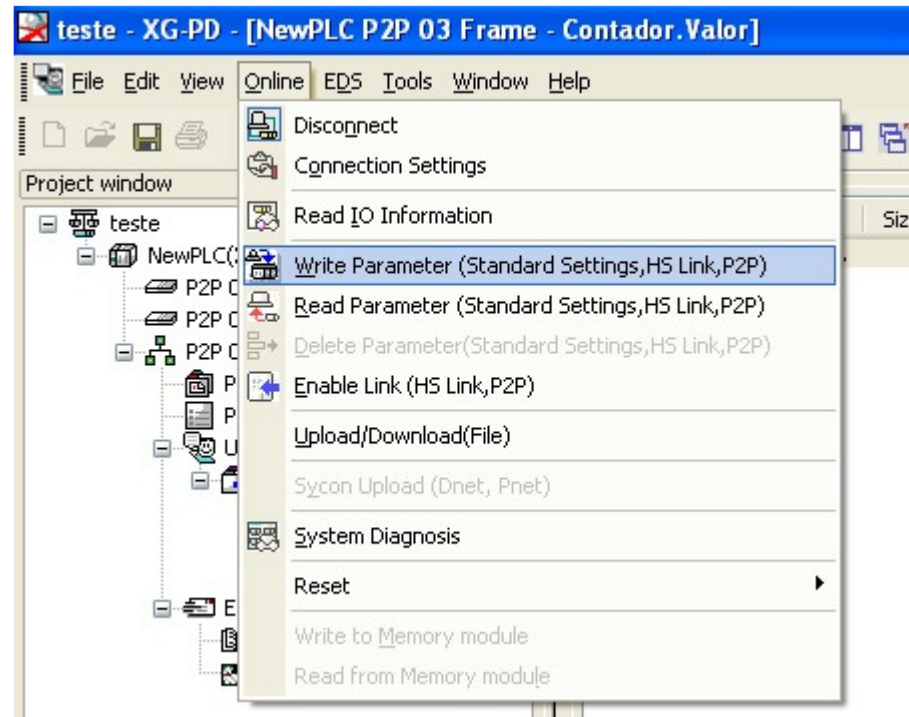 teste - XG-PD - [NewPLC P2P 03 Frame - Contador.Valor]
File Edit View Online EDS Tools Window Help
Project window
teste
NewPLC(
P2P 0
P2P 0
P2P 0
P
P
U
E
Disconnect
Connection Settings
Read IO Information
Write Parameter (Standard Settings,HS Link,P2P)
Read Parameter (Standard Settings,HS Link,P2P)
Delete Parameter(Standard Settings,HS Link,P2P)
Enable Link (HS Link,P2P)
Upload/Download(File)
Sycon Upload (Dnet, Pnet)
System Diagnosis
Reset
Write to Memory module
Read from Memory module
Siz